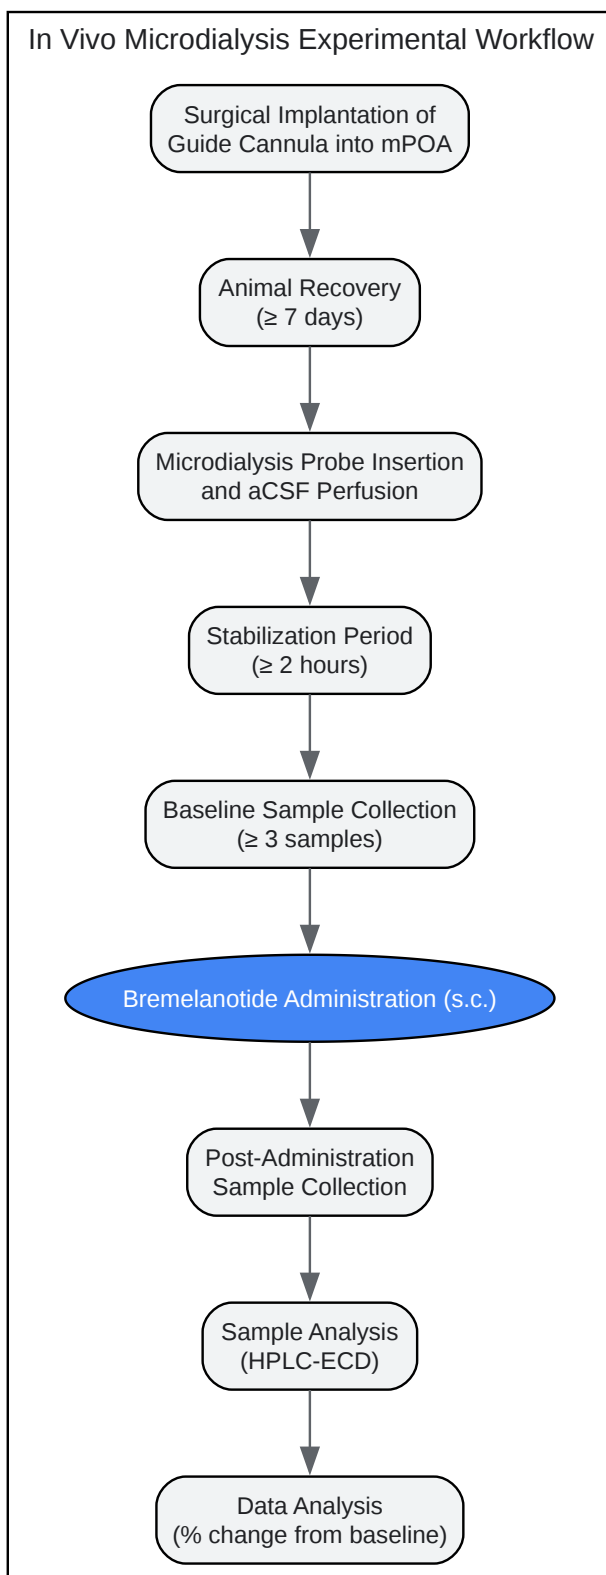 In Vivo Microdialysis Experimental Workflow
Surgical Implantation of
Guide Cannula into mPOA
Animal Recovery
(≥ 7 days)
Microdialysis Probe Insertion
and aCSF Perfusion
Stabilization Period
(≥ 2 hours)
Baseline Sample Collection
(≥ 3 samples)
Bremelanotide Administration (s.c.)
Post-Administration
Sample Collection
Sample Analysis
(HPLC-ECD)
Data Analysis
(% change from baseline)